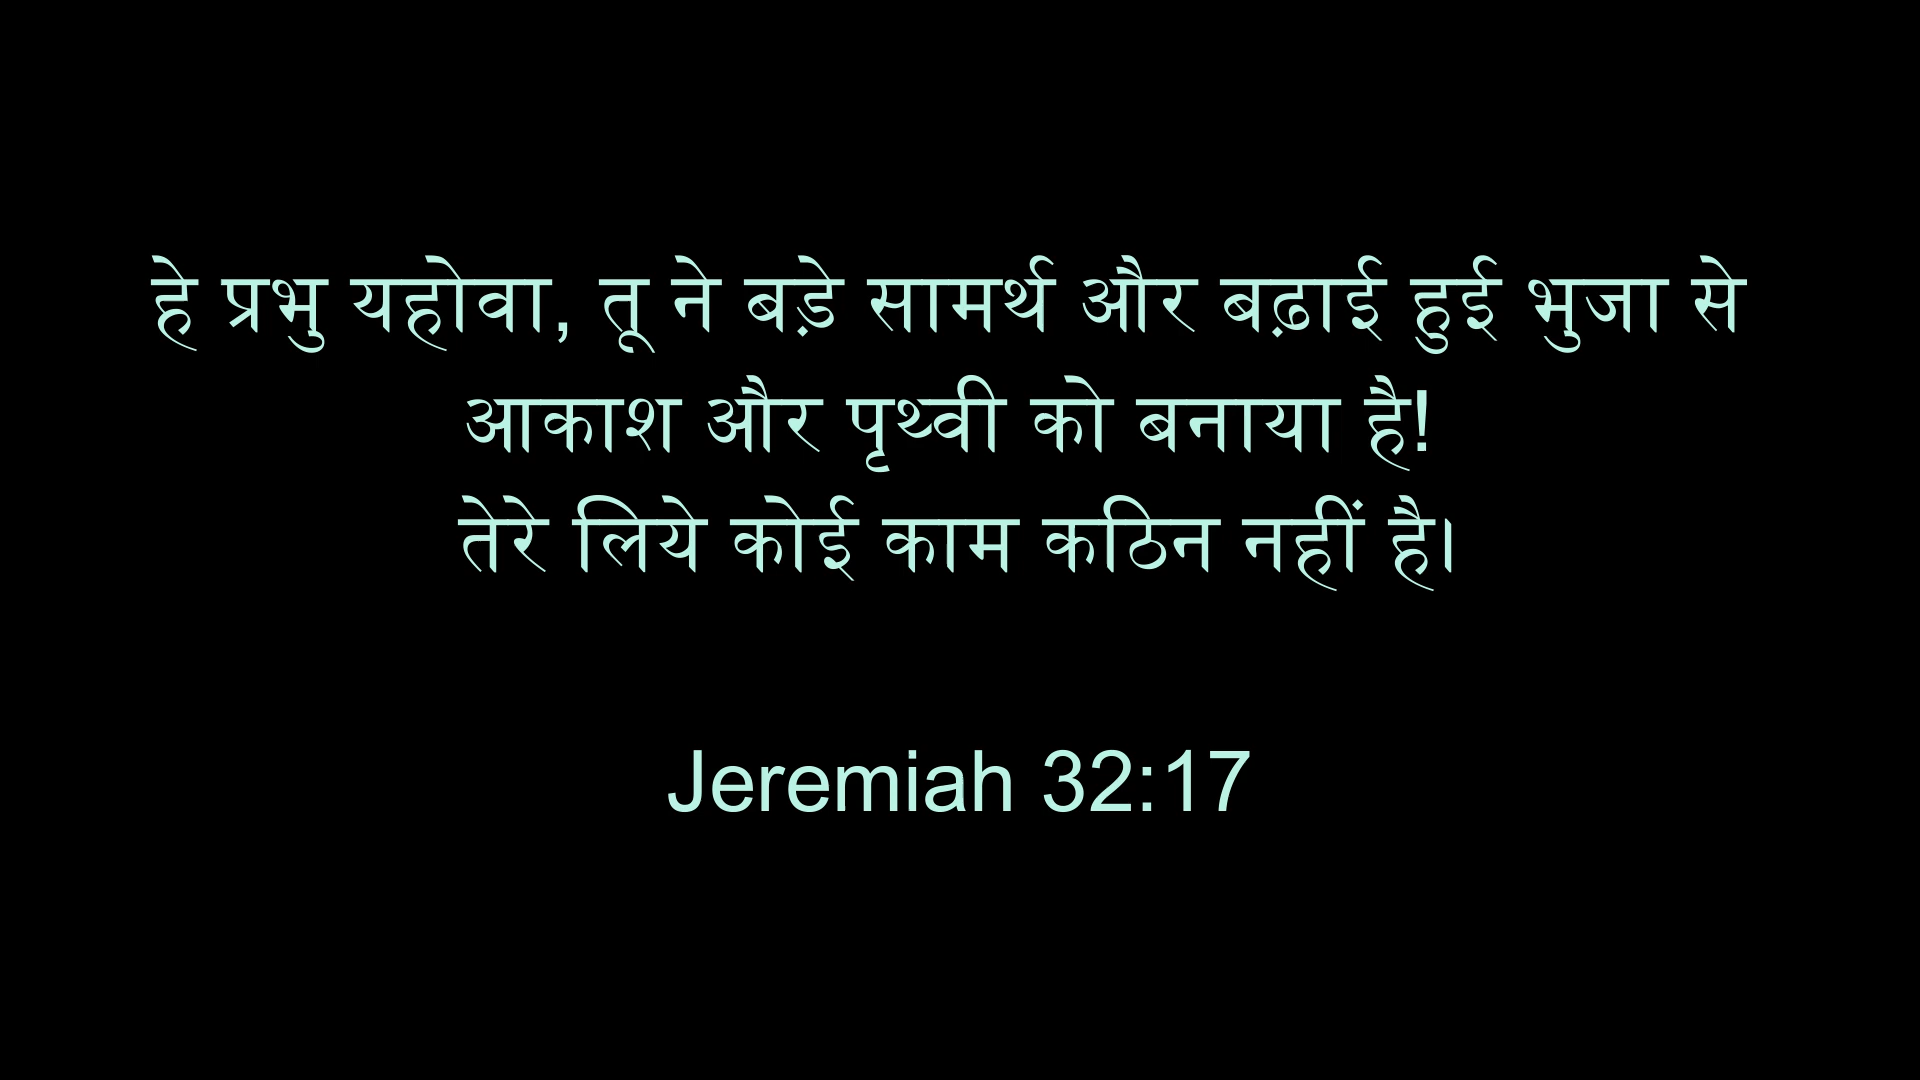 हे प्रभु यहोवा, तू ने बड़े सामर्थ और बढ़ाई हुई भुजा से
आकाश और पृथ्वी को बनाया है!
तेरे लिये कोई काम कठिन नहीं है।
Jeremiah 32:17